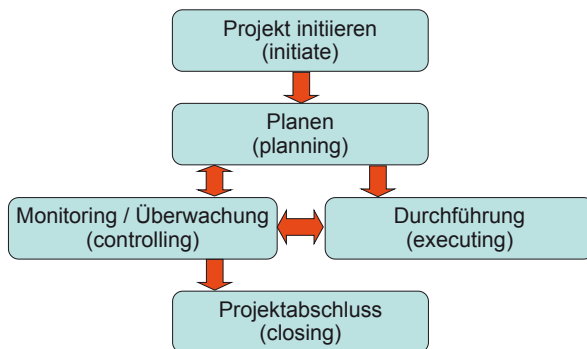 Projekt initiieren
(initiate)
Planen
(planning)
Monitoring / Überwachung
(controlling)
Durchführung
(executing)
Projektabschluss
(closing)